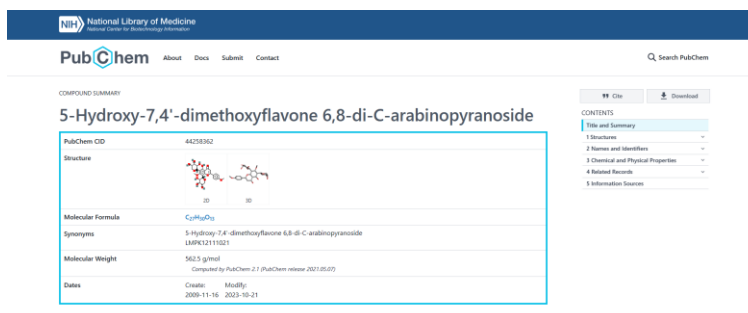 NIH National Library of Medicine
National Center for Biotechnology Information
PubChem About Docs Submit Contact Search PubChem
COMPOUND SUMMARY
5-Hydroxy-7,4'-dimethoxyflavone 6,8-di-C-arabinopyranoside
Cite Download
CONTENTS
Title and Summary
1 Structures
2 Names and Identifiers
3 Chemical and Physical Properties
4 Related Records
5 Information Sources
PubChem CID 44258362
Structure
2D 3D
Molecular Formula C₂₇H₃₀O₁₃
Synonyms 5-Hydroxy-7,4'-dimethoxyflavone 6,8-di-C-arabinopyranoside
LMPK12111021
Molecular Weight 562.5 g/mol
Computed by PubChem 2.1 (PubChem release 2021.05.07)
Dates Create: Modify:
2009-11-16 2023-10-21